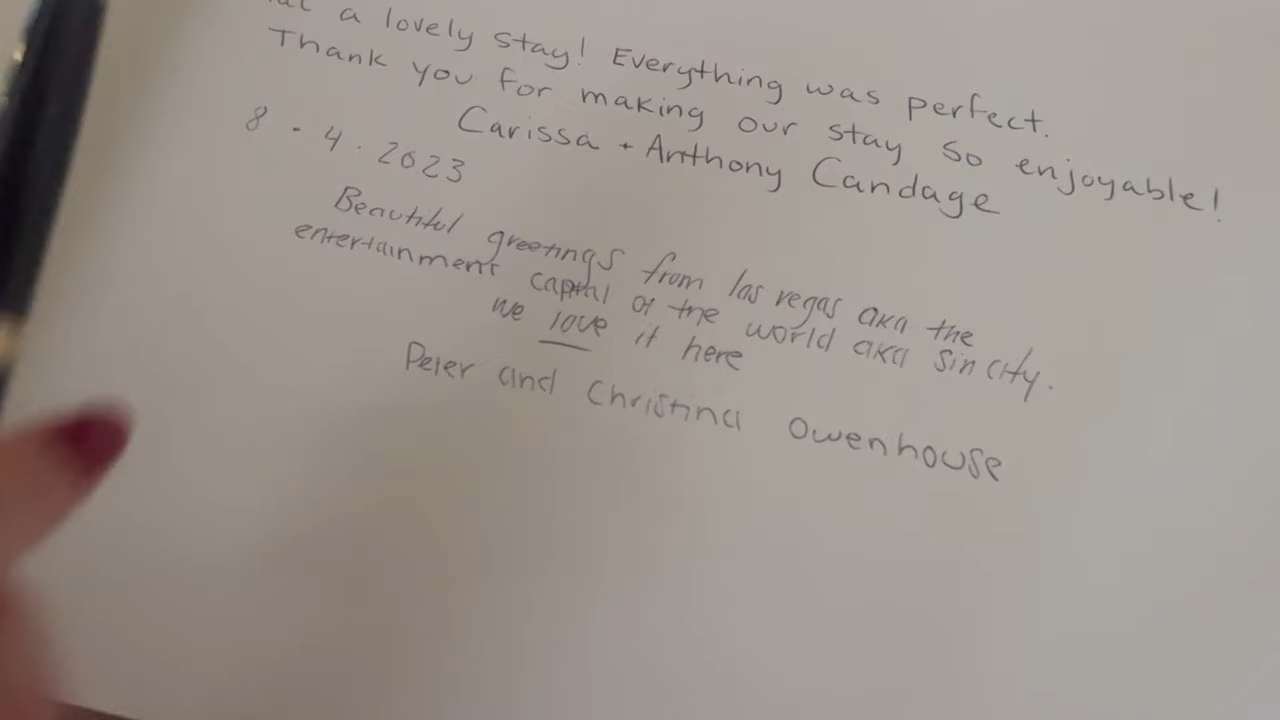 a lovely stay! Everything was perfect.
Thank you for making our stay so enjoyable!
Carissa + Anthony Candage
8 - 4 . 2023
Beautiful greetings from las vegas aka the
entertainment capital of the world aka Sin City.
we love it here
Peter and Christina Owenhouse